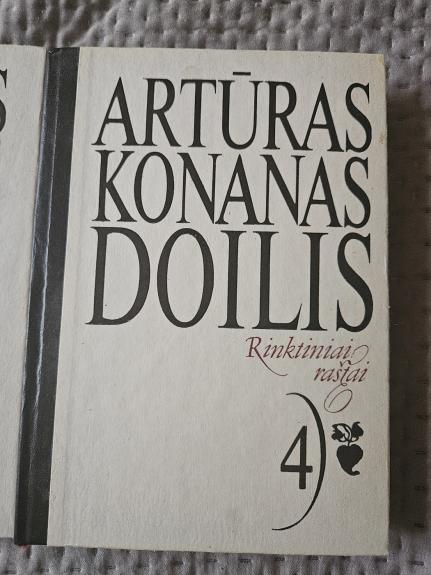 S
ARTŪRAS
KONANAS
DOILIS
Rinktiniai
raštai
4)